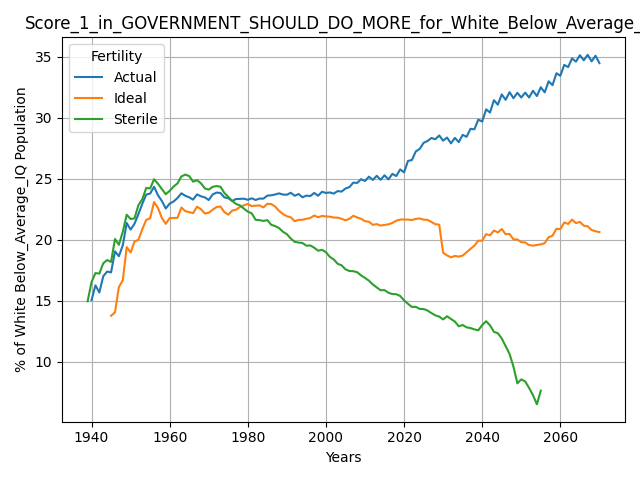 Score_1_in_GOVERNMENT_SHOULD_DO_MORE_for_White_Below_Average_
Fertility
Actual
Ideal
Sterile
% of White Below_Average_IQ Population
35
30
25
20
15
10
1940
1960
1980
2000
2020
2040
2060
Years